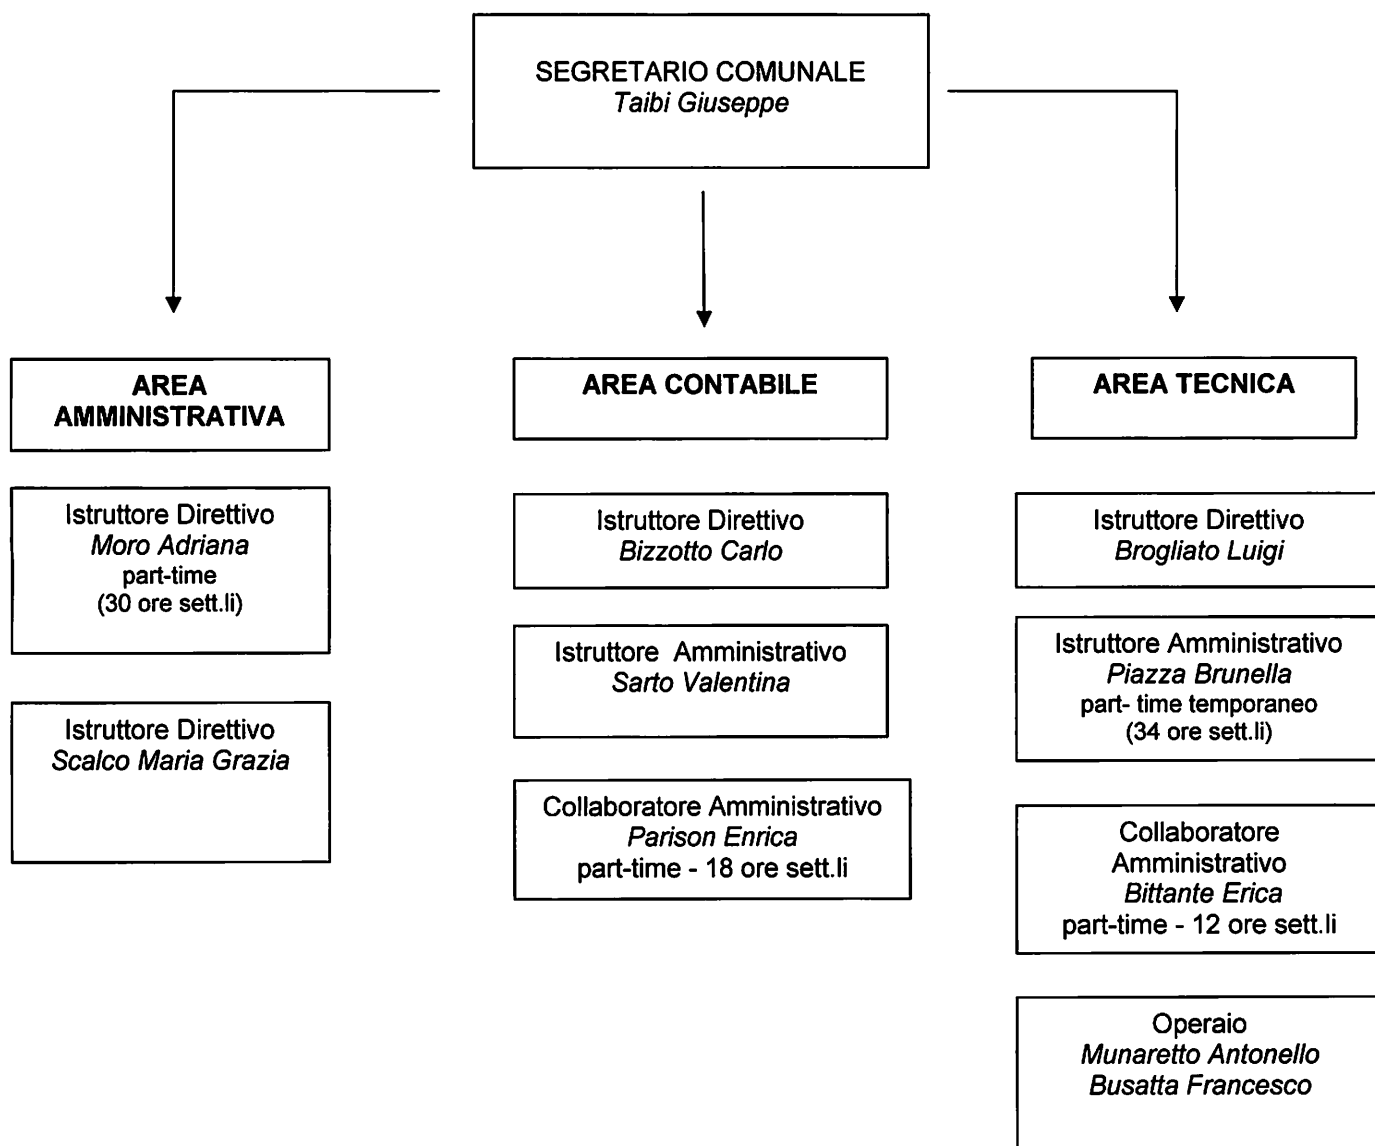 SEGRETARIO COMUNALE
Taibi Giuseppe
AREA
AMMINISTRATIVA
Istruttore Direttivo
Moro Adriana
part-time
(30 ore sett.li)
Istruttore Direttivo
Scalco Maria Grazia
AREA CONTABILE
Istruttore Direttivo
Bizzotto Carlo
Istruttore Amministrativo
Sarto Valentina
Collaboratore Amministrativo
Parison Enrica
part-time - 18 ore sett.li
AREA TECNICA
Istruttore Direttivo
Brogliato Luigi
Istruttore Amministrativo
Piazza Brunella
part- time temporaneo
(34 ore sett.li)
Collaboratore
Amministrativo
Bittante Erica
part-time - 12 ore sett.li
Operaio
Munaretto Antonello
Busatta Francesco